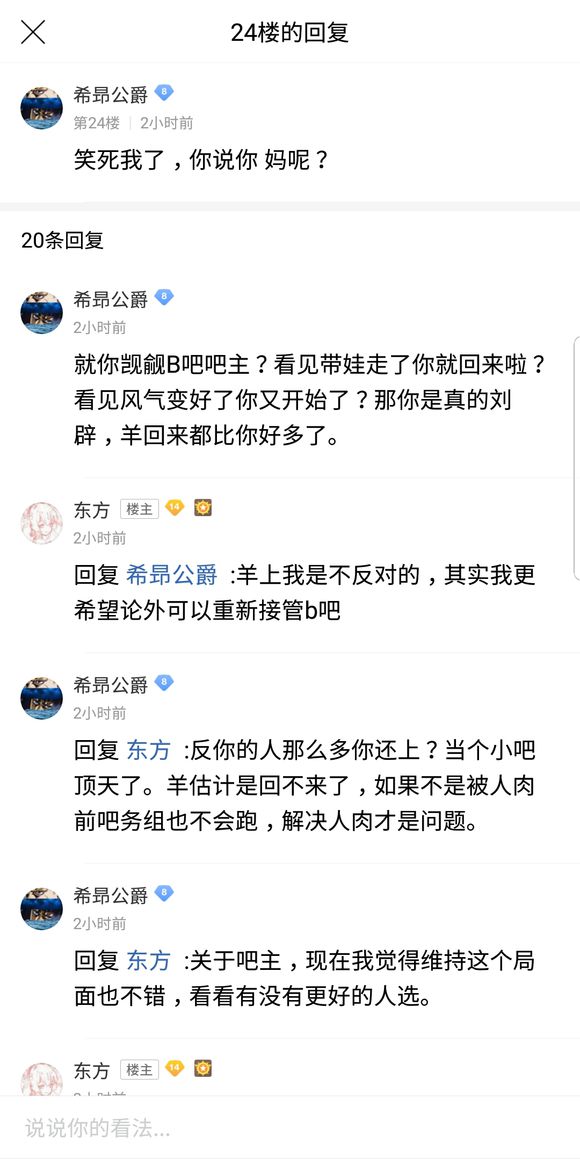 24楼的回复
希昂公爵 8
第24楼 | 2小时前
笑死我了，你说你 妈呢？
20条回复
希昂公爵 8
2小时前
就你觊觎B吧吧主？看见带娃走了你就回来啦？
看见风气变好了你又开始了？那你是真的刘
辟，羊回来都比你好多了。
东方 楼主 14
2小时前
回复 希昂公爵 :羊上我是不反对的，其实我更
希望论外可以重新接管b吧
希昂公爵 8
2小时前
回复 东方 :反你的人那么多你还上？当个小吧
顶天了。羊估计是回不来了，如果不是被人肉
前吧务组也不会跑，解决人肉才是问题。
希昂公爵 8
2小时前
回复 东方 :关于吧主，现在我觉得维持这个局
面也不错，看看有没有更好的人选。
东方 楼主 14
说说你的看法...